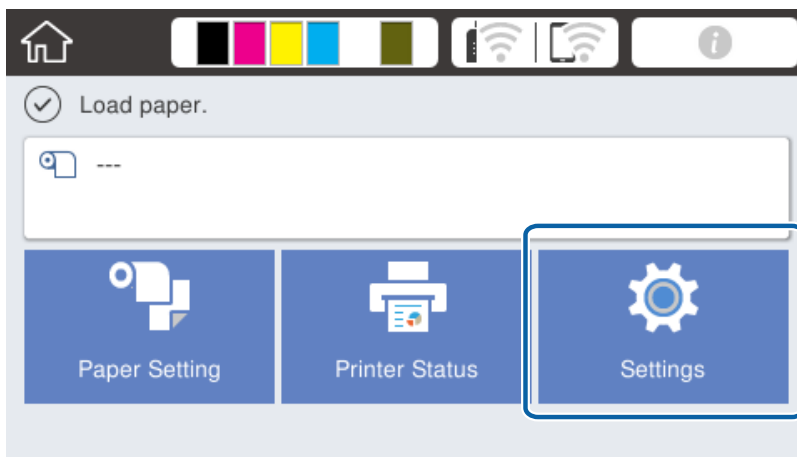 i
Load paper.
---
Paper Setting
Printer Status
Settings